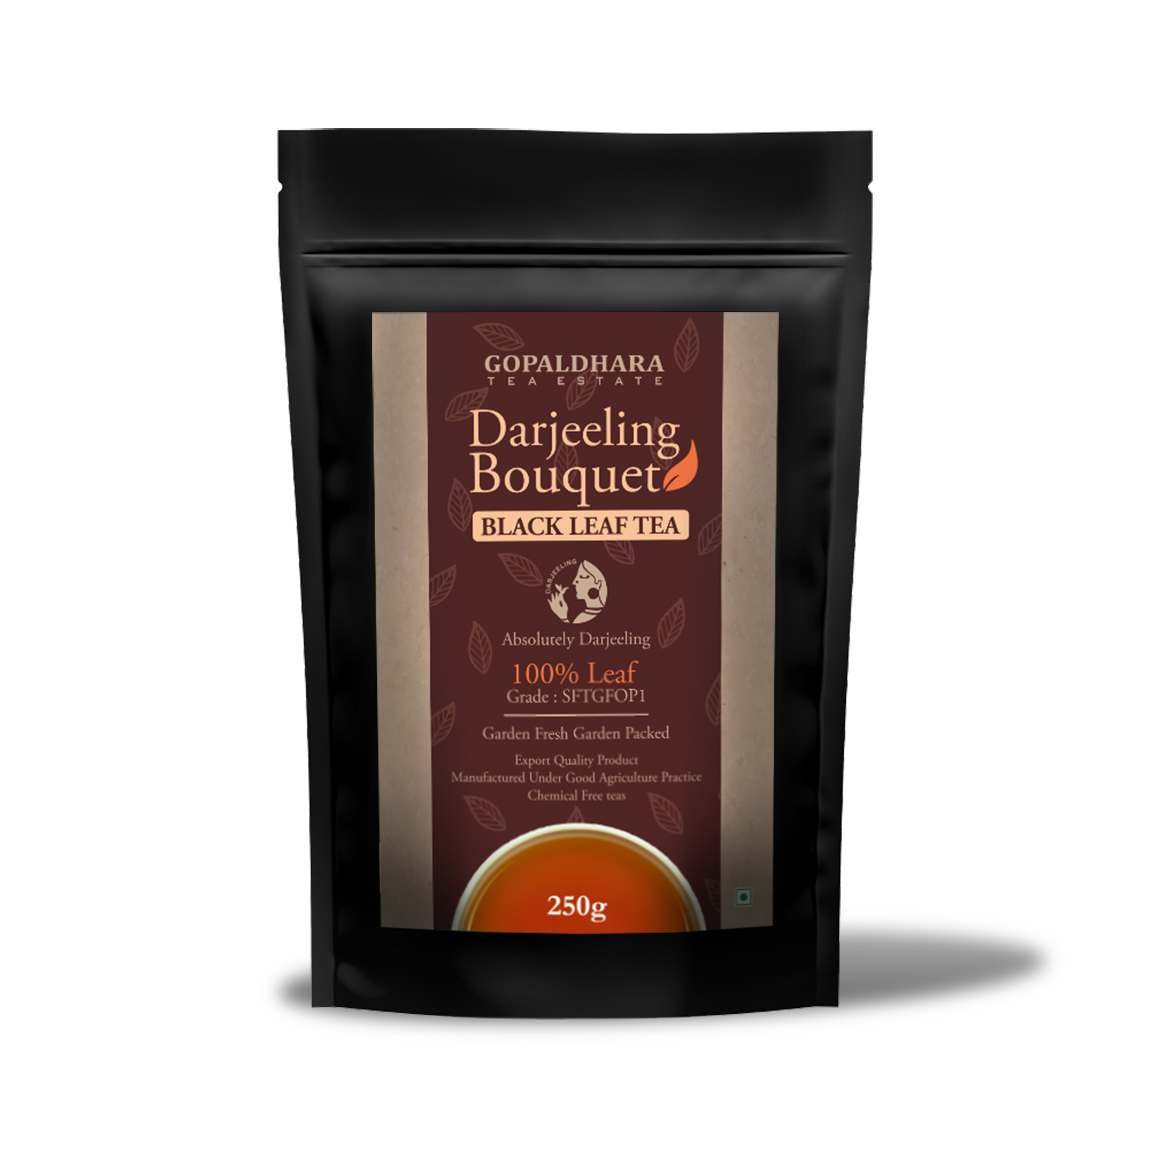 GOPALDHARA
TEA ESTATE
Darjeeling
Bouquet
BLACK LEAF TEA
DARJEELING
Absolutely Darjeeling
100% Leaf
Grade : SFTGFOP1
Garden Fresh Garden Packed
Export Quality Product
Manufactured Under Good Agriculture Practice
Chemical Free teas
250g